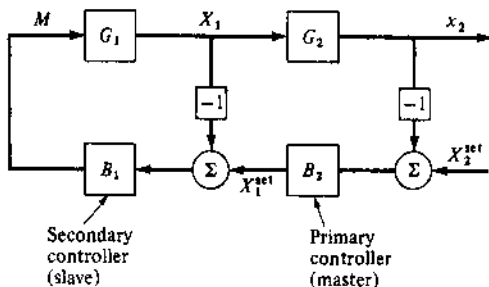 M
G₁
X₁
G₂
x₂
-1
-1
B₁
Σ
X₁ˢᵉᵗ
B₂
Σ
X₂ˢᵉᵗ
Secondary
controller
(slave)
Primary
controller
(master)